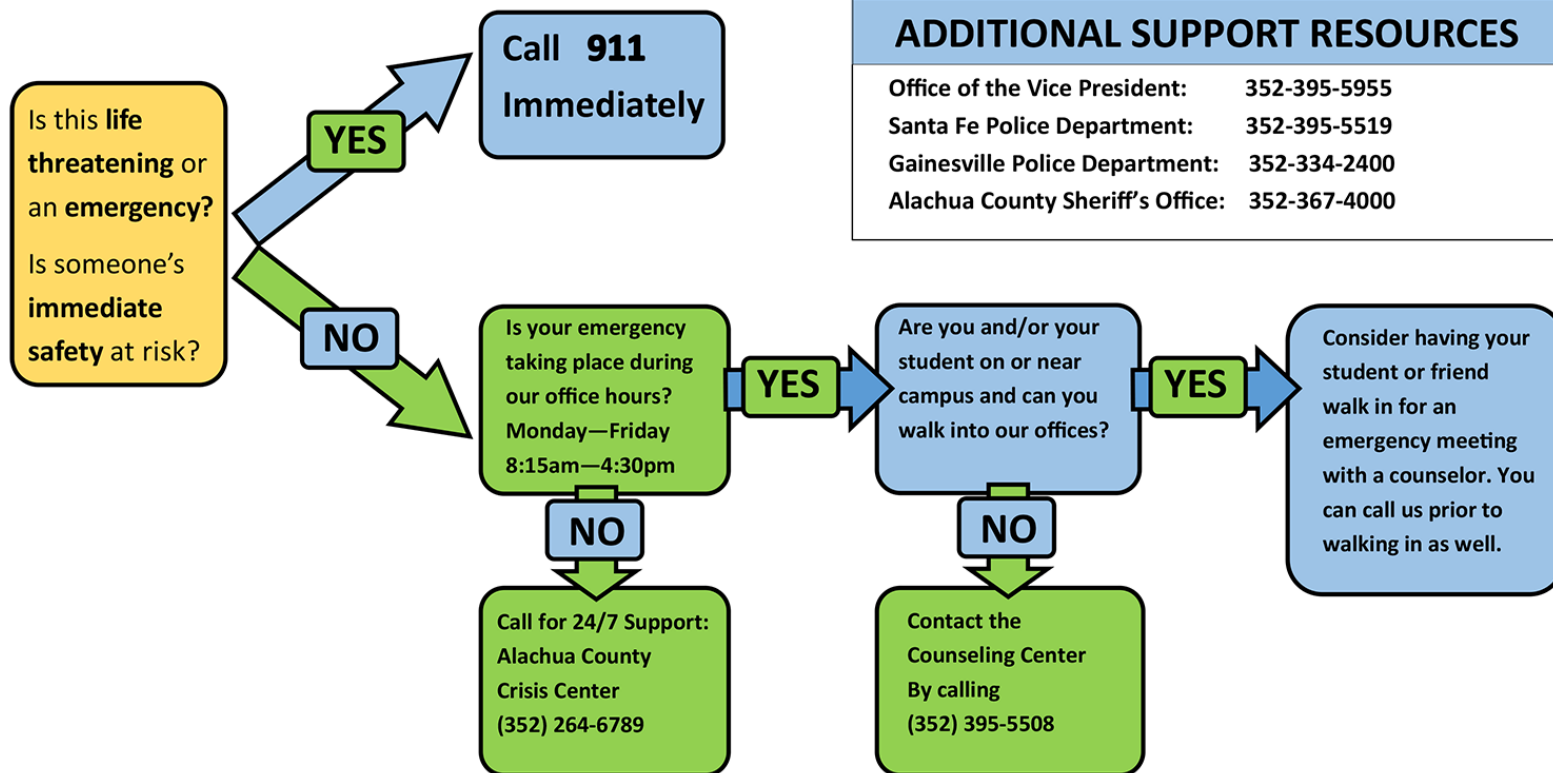 Is this life
threatening or
an emergency?
Is someone's
immediate
safety at risk?
YES
Call 911
Immediately
NO
Is your emergency
taking place during
our office hours?
Monday—Friday
8:15am—4:30pm
YES
Are you and/or your
student on or near
campus and can you
walk into our offices?
YES
Consider having your
student or friend
walk in for an
emergency meeting
with a counselor. You
can call us prior to
walking in as well.
NO
Call for 24/7 Support:
Alachua County
Crisis Center
(352) 264-6789
NO
Contact the
Counseling Center
By calling
(352) 395-5508
ADDITIONAL SUPPORT RESOURCES
Office of the Vice President: 352-395-5955
Santa Fe Police Department: 352-395-5519
Gainesville Police Department: 352-334-2400
Alachua County Sheriff's Office: 352-367-4000